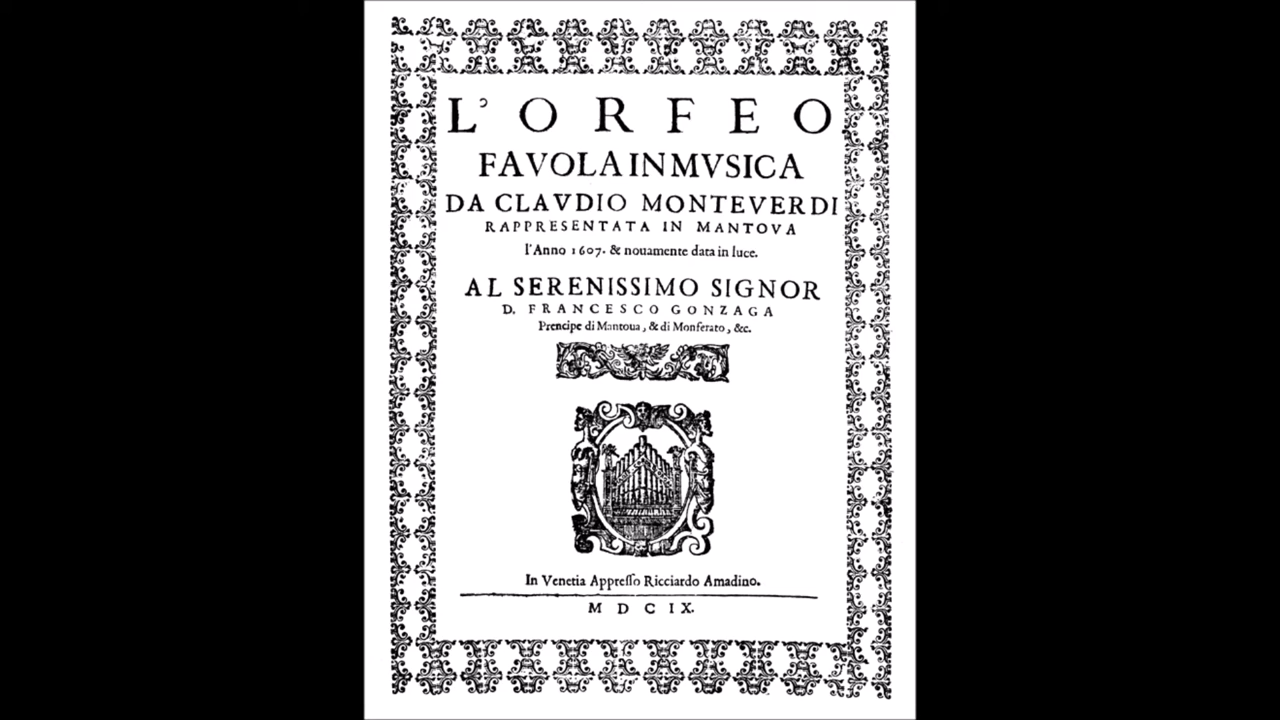 L'ORFEO
FAVOLA IN MVSICA
DA CLAVDIO MONTEVERDI
RAPPRESENTATA IN MANTOVA
l'Anno 1607. & nouamente data in luce.
AL SERENISSIMO SIGNOR
D. FRANCESCO GONZAGA
Prencipe di Mantoua, & di Monferato, &c.
In Venetia Appreſſo Ricciardo Amadino.
MDCIX.